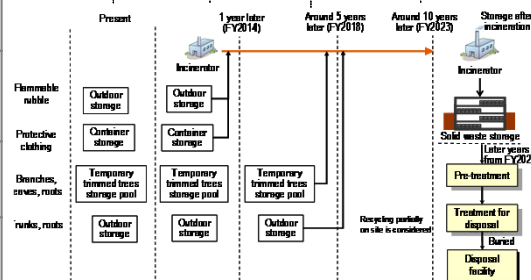 Present
1 year later
(FY2014)
Around 5 years
later (FY2018)
Around 10 years
later (FY2023)
Storage after
incineration
Incinerator
Incinerator
Flammable
rubble
Outdoor
storage
Outdoor
storage
Solid waste storage
Protective
clothing
Container
storage
Container
storage
Later years
from
Branches,
eaves, roots
Temporary
trimmed trees
storage pool
Temporary
trimmed trees
storage pool
Temporary
trimmed trees
storage pool
Pre-treatment
runks, roots
Outdoor
storage
Outdoor
storage
Outdoor
storage
Recycling partially
on site is considered
Treatment for
disposal
Buried
Disposal
facility